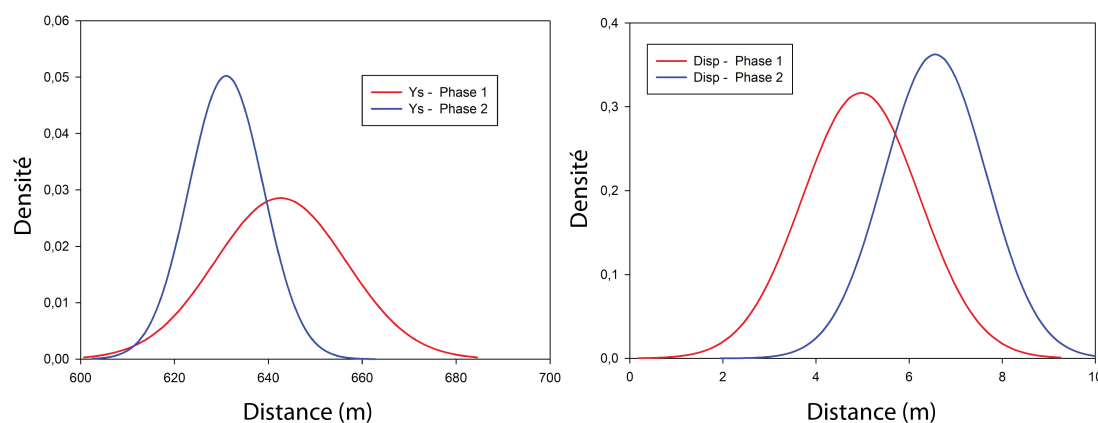 0,06
0,05
0,04
0,03
0,02
0,01
0,00
Densité
600 620 640 660 680 700
Distance (m)
Ys - Phase 1
Ys - Phase 2
0,4
0,3
0,2
0,1
0,0
Densité
0 2 4 6 8 10
Distance (m)
Disp - Phase 1
Disp - Phase 2